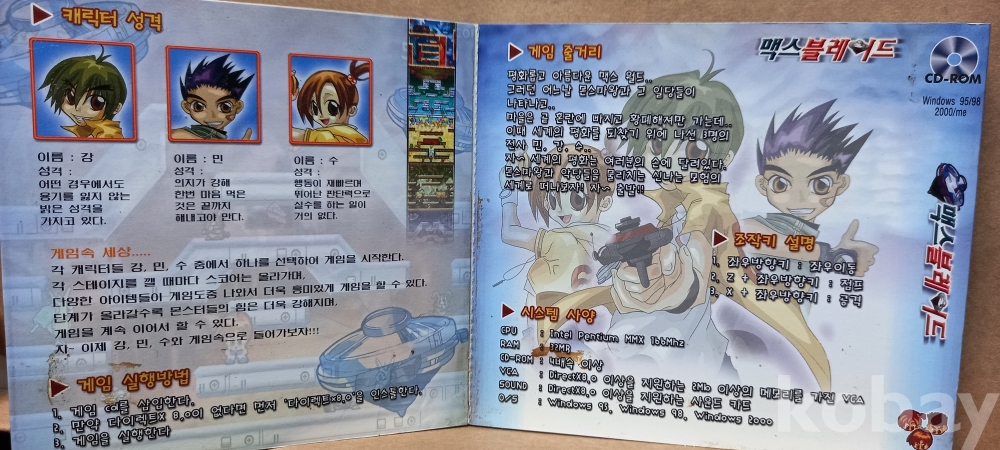 캐릭터 성격
이름 : 강
성격 :
어떤 경우에서도
용기를 잃지 않는
밝은 성격을
가지고 있다.
이름 : 민
성격 :
의지가 강해
한번 마음 먹은
것은 끝까지
해내고야 만다.
이름 : 수
성격 :
행동이 재빠르며
뛰어난 판단력으로
실수를 하는 일이
거의 없다.
게임속 세상.....
각 캐릭터들 강, 민, 수 중에서 하나를 선택하여 게임을 시작한다.
각 스테이지를 깰 때마다 스코어는 올라가며,
다양한 아이템들이 게임도중 나와서 더욱 흥미있게 게임을 할 수 있다.
단계가 올라갈수록 몬스터들의 힘은 더욱 강해지며,
게임을 계속 이어서 할 수 있다.
자~ 이제 강, 민, 수와 게임속으로 들어가보자!!!
게임 실행방법
1. 게임 CD를 삽입한다.
2. 만약 다이렉트X 8.0이 없다면 먼저 "다이렉트x8.0"을 인스톨한다.
3. 게임을 실행한다
게임 줄거리
평화롭고 아름다운 맥스 월드..
그러던 어느날 몬스마왕과 그 일당들이
나타나고..
마을은 큰 혼란에 빠지고 황폐해져만 가는데..
이때 세계의 평화를 되찾기 위에 나선 3명의
전사 민, 강, 수..
자~ 세계의 평화는 여러분의 손에 달려있다.
몬스마왕과 악당들을 물리치는 신나는 모험의
세계로 떠나보자! 자~ 출발!!
맥스블레이드
CD-ROM
Windows 95/98
2000/me
맥스블레이드
조작키 설명
1. 좌우방향키 : 좌우이동
2. Z + 좌우방향키 : 점프
3. X + 좌우방향키 : 공격
시스템 사양
CPU : Intel Pentium MMX 166Mhz
RAM : 32MB
CD-ROM : 4배속 이상
VGA : DirectX8.0 이상을 지원하는 2Mb 이상의 메모리를 가진 VGA
SOUND : DirectX8.0 이상을 지원하는 사운드 카드
O/S : Windows 95, Windows 98, Windows 2000
kobay